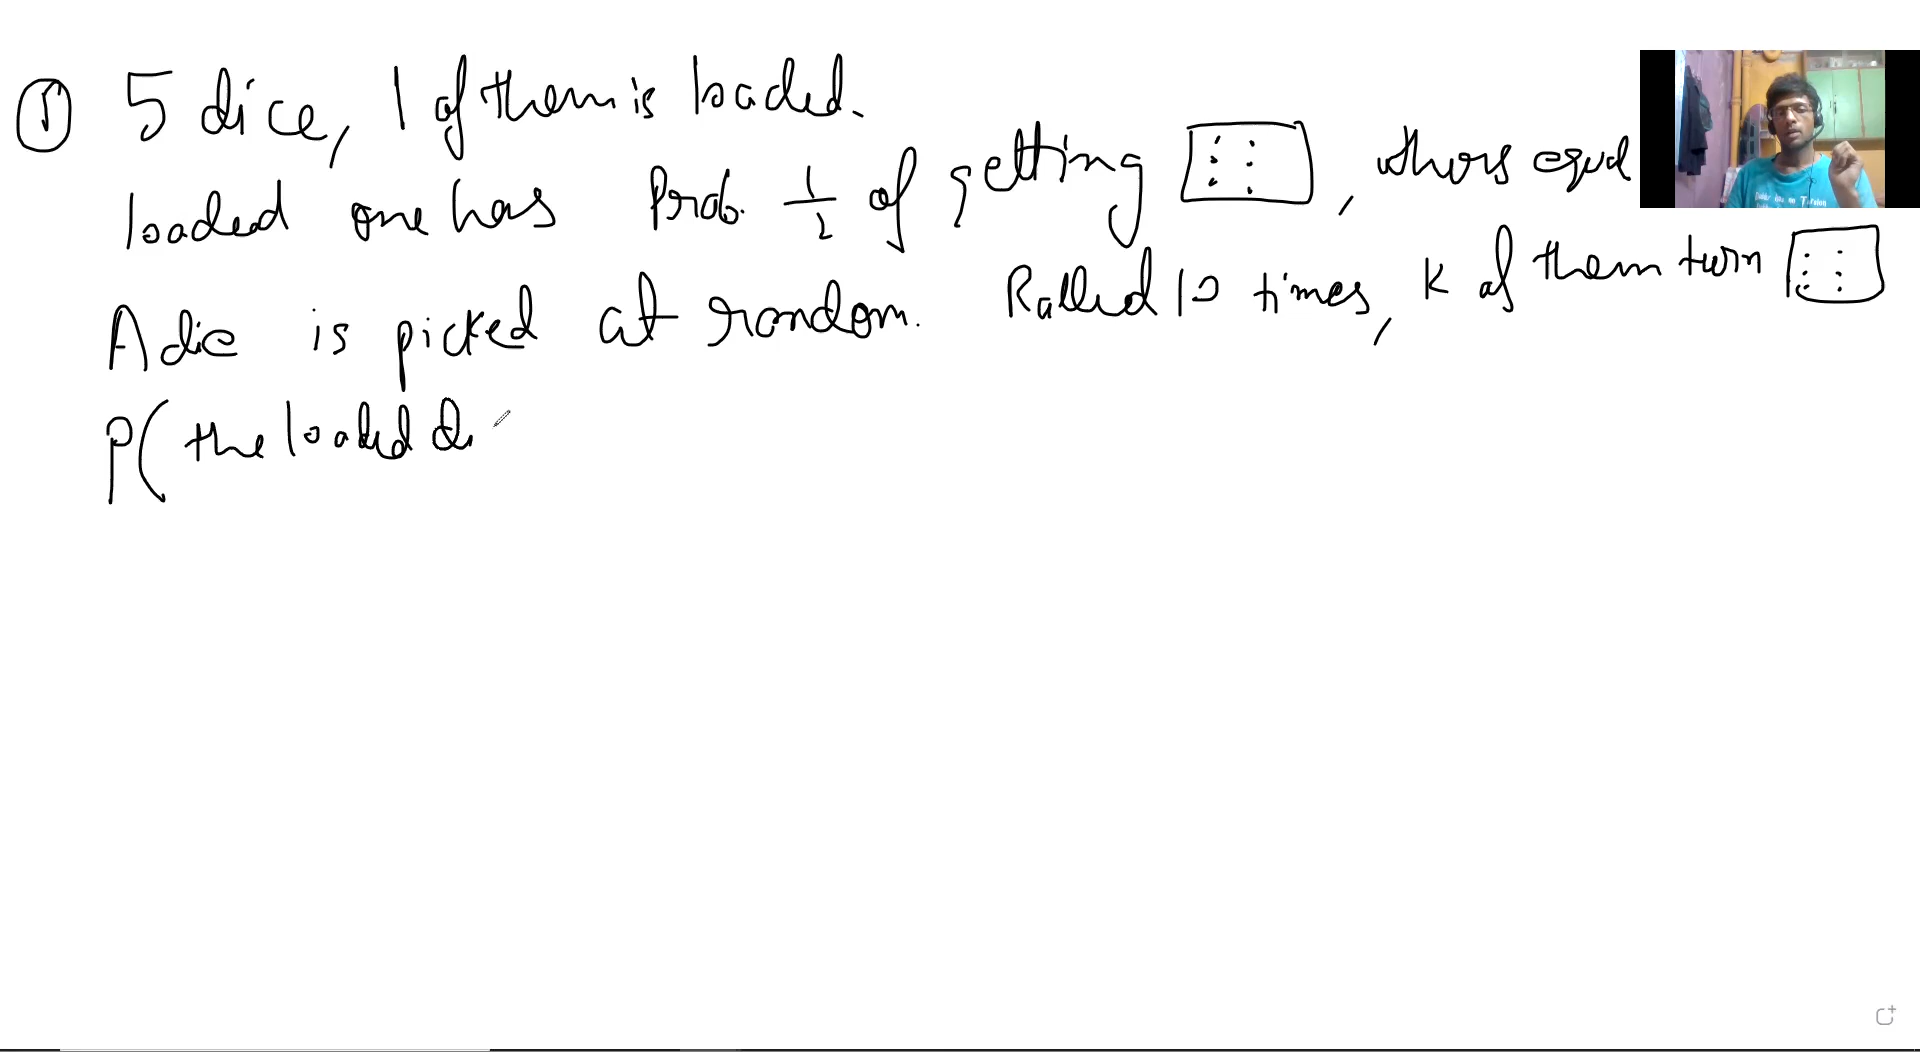 ① 5 dice, 1 of them is loaded.
loaded one has Prob. 1/2 of getting ⚅, others equal
A die is picked at random. Rolled 10 times, K of them turn ⚅
P( the loaded di